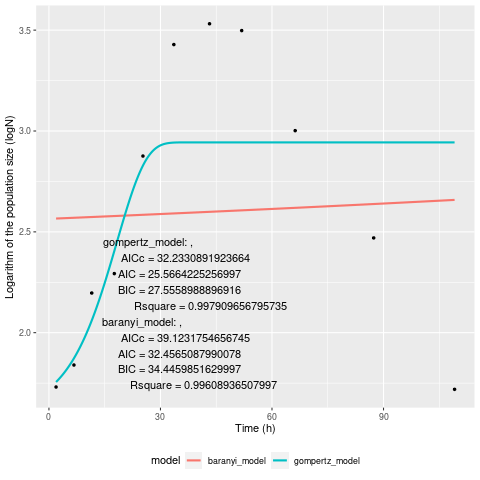 3.5
3.0
2.5
2.0
Logarithm of the population size (logN)
gompertz_model: ,
AICc = 32.2330891923664
AIC = 25.5664225256997
BIC = 27.5558988896916
Rsquare = 0.997909656795735
baranyi_model: ,
AICc = 39.1231754656745
AIC = 32.4565087990078
BIC = 34.4459851629997
Rsquare = 0.99608936507997
0 30 60 90
Time (h)
model baranyi_model gompertz_model